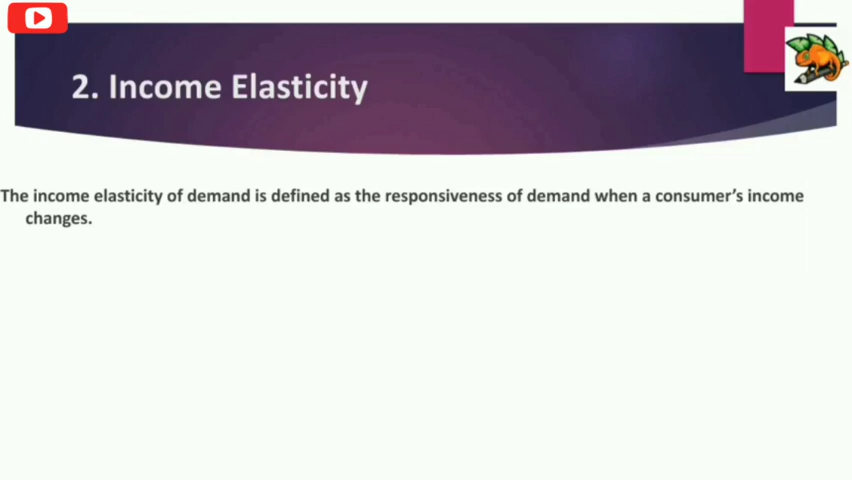 2. Income Elasticity
The income elasticity of demand is defined as the responsiveness of demand when a consumer’s income
changes.